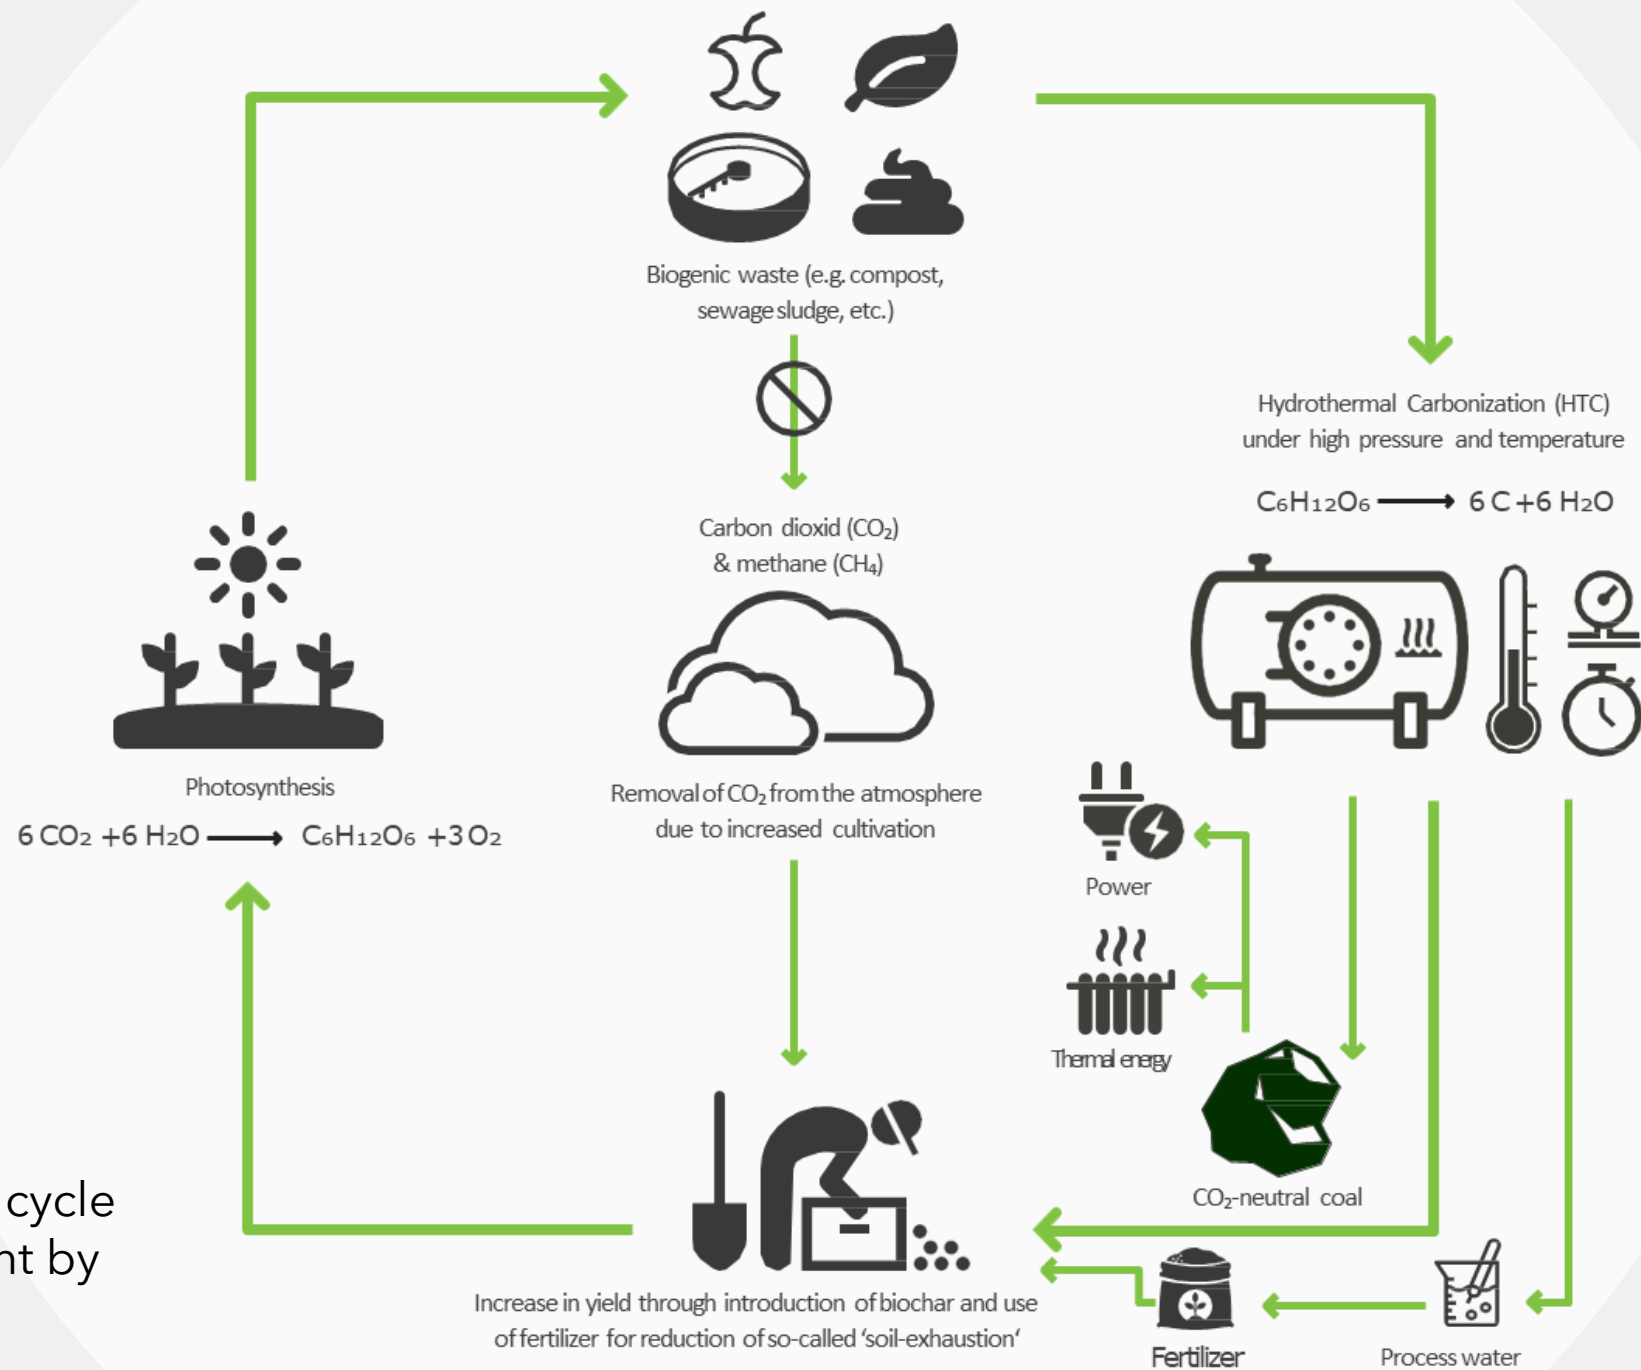 Biogenic waste (e.g. compost,
sewage sludge, etc.)
Hydrothermal Carbonization (HTC)
under high pressure and temperature
C₆H₁₂O₆ ⟶ 6 C +6 H₂O
Carbon dioxid (CO₂)
& methane (CH₄)
Photosynthesis
6 CO₂ +6 H₂O ⟶ C₆H₁₂O₆ +3 O₂
Removal of CO₂ from the atmosphere
due to increased cultivation
Power
Thermal energy
CO₂-neutral coal
cycle
nt by
Increase in yield through introduction of biochar and use
of fertilizer for reduction of so-called ‘soil-exhaustion‘
Fertilizer
Process water